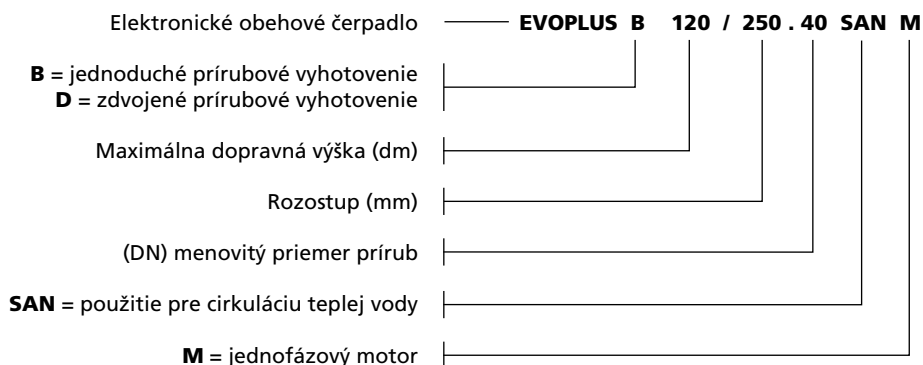 Elektronické obehové čerpadlo EVOPLUS B 120 / 250 . 40 SAN M
B = jednoduché prírubové vyhotovenie
D = zdvojené prírubové vyhotovenie
Maximálna dopravná výška (dm)
Rozostup (mm)
(DN) menovitý priemer prírub
SAN = použitie pre cirkuláciu teplej vody
M = jednofázový motor